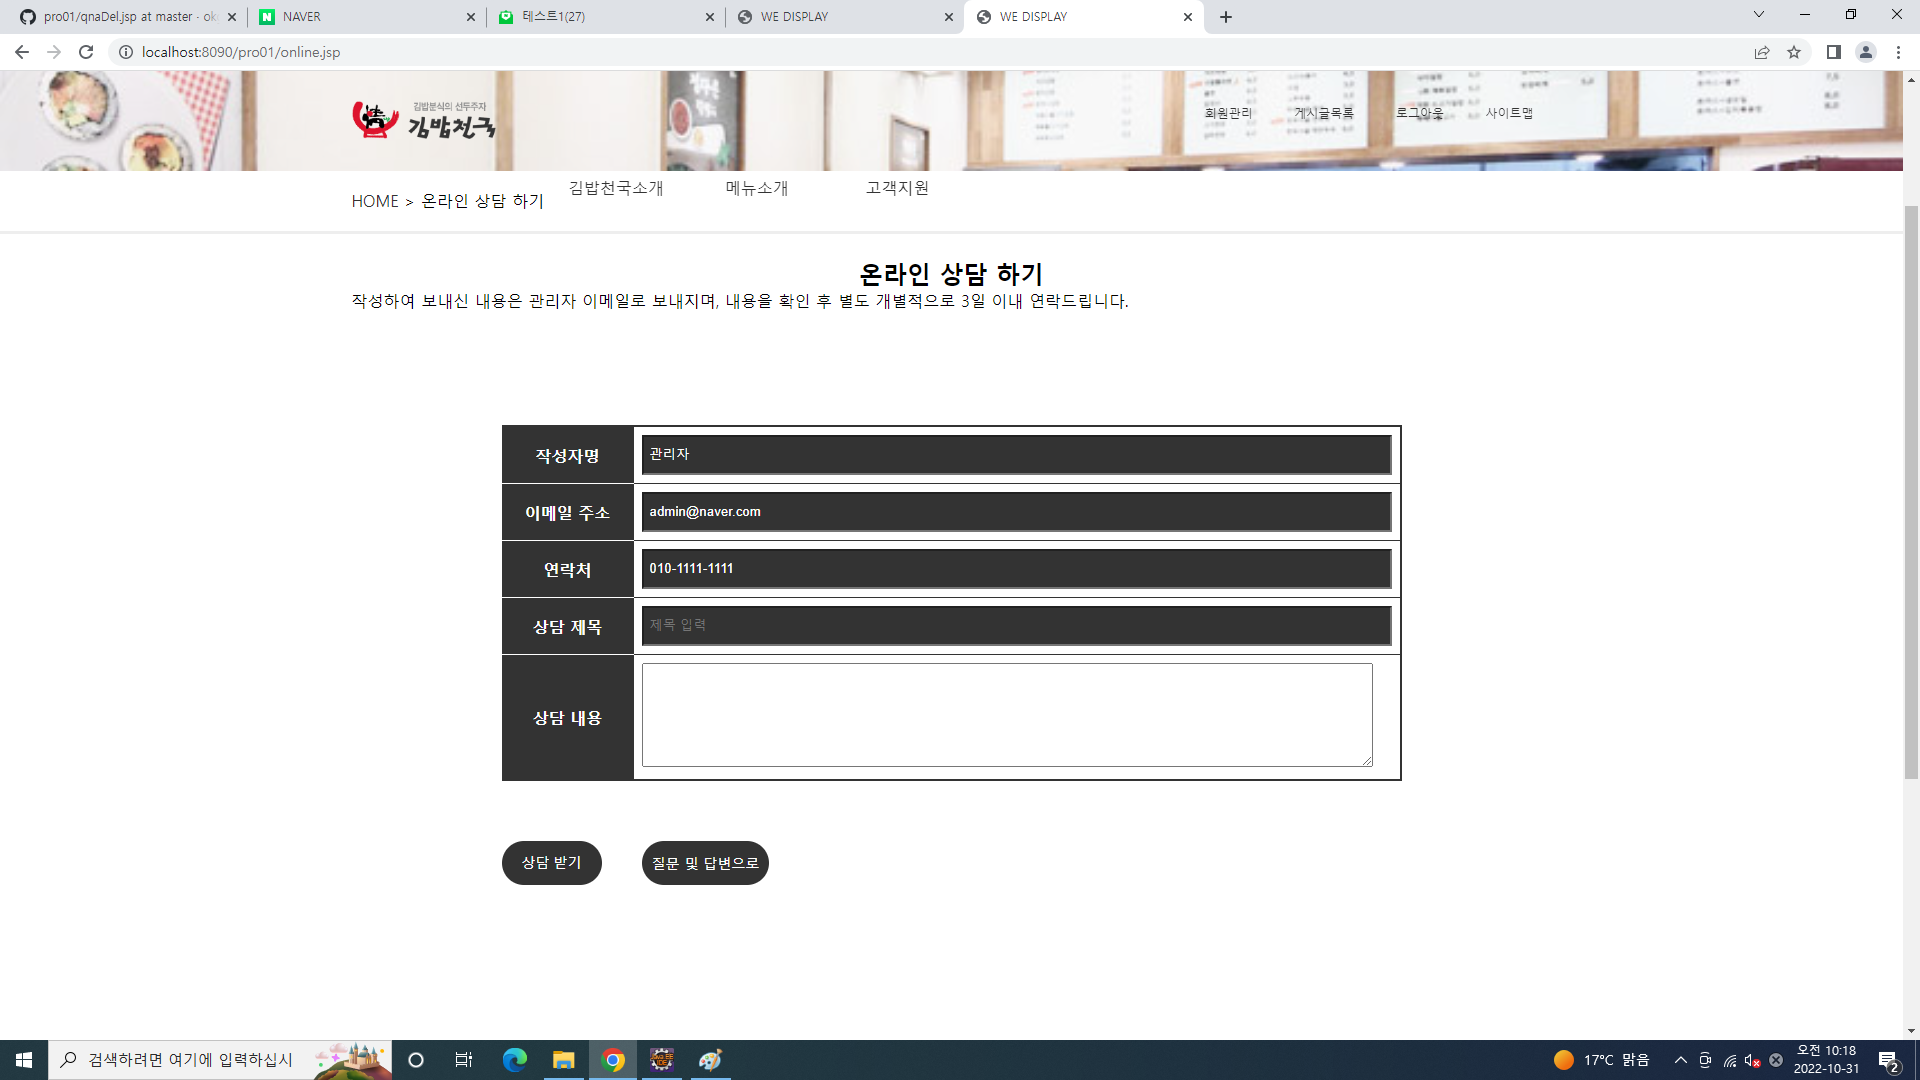 pro01/qnaDel.jsp at master · ok
NAVER
테스트1(27)
WE DISPLAY
WE DISPLAY
localhost:8090/pro01/online.jsp
김밥분식의 선두주자
김밥천국
회원관리 게시글목록 로그아웃 사이트맵
김밥천국소개 메뉴소개 고객지원
HOME > 온라인 상담 하기
온라인 상담 하기
작성하여 보내신 내용은 관리자 이메일로 보내지며, 내용을 확인 후 별도 개별적으로 3일 이내 연락드립니다.
작성자명 관리자
이메일 주소 admin@naver.com
연락처 010-1111-1111
상담 제목 제목 입력
상담 내용
상담 받기 질문 및 답변으로
검색하려면 여기에 입력하십시
17°C 맑음
오전 10:18
2022-10-31
2